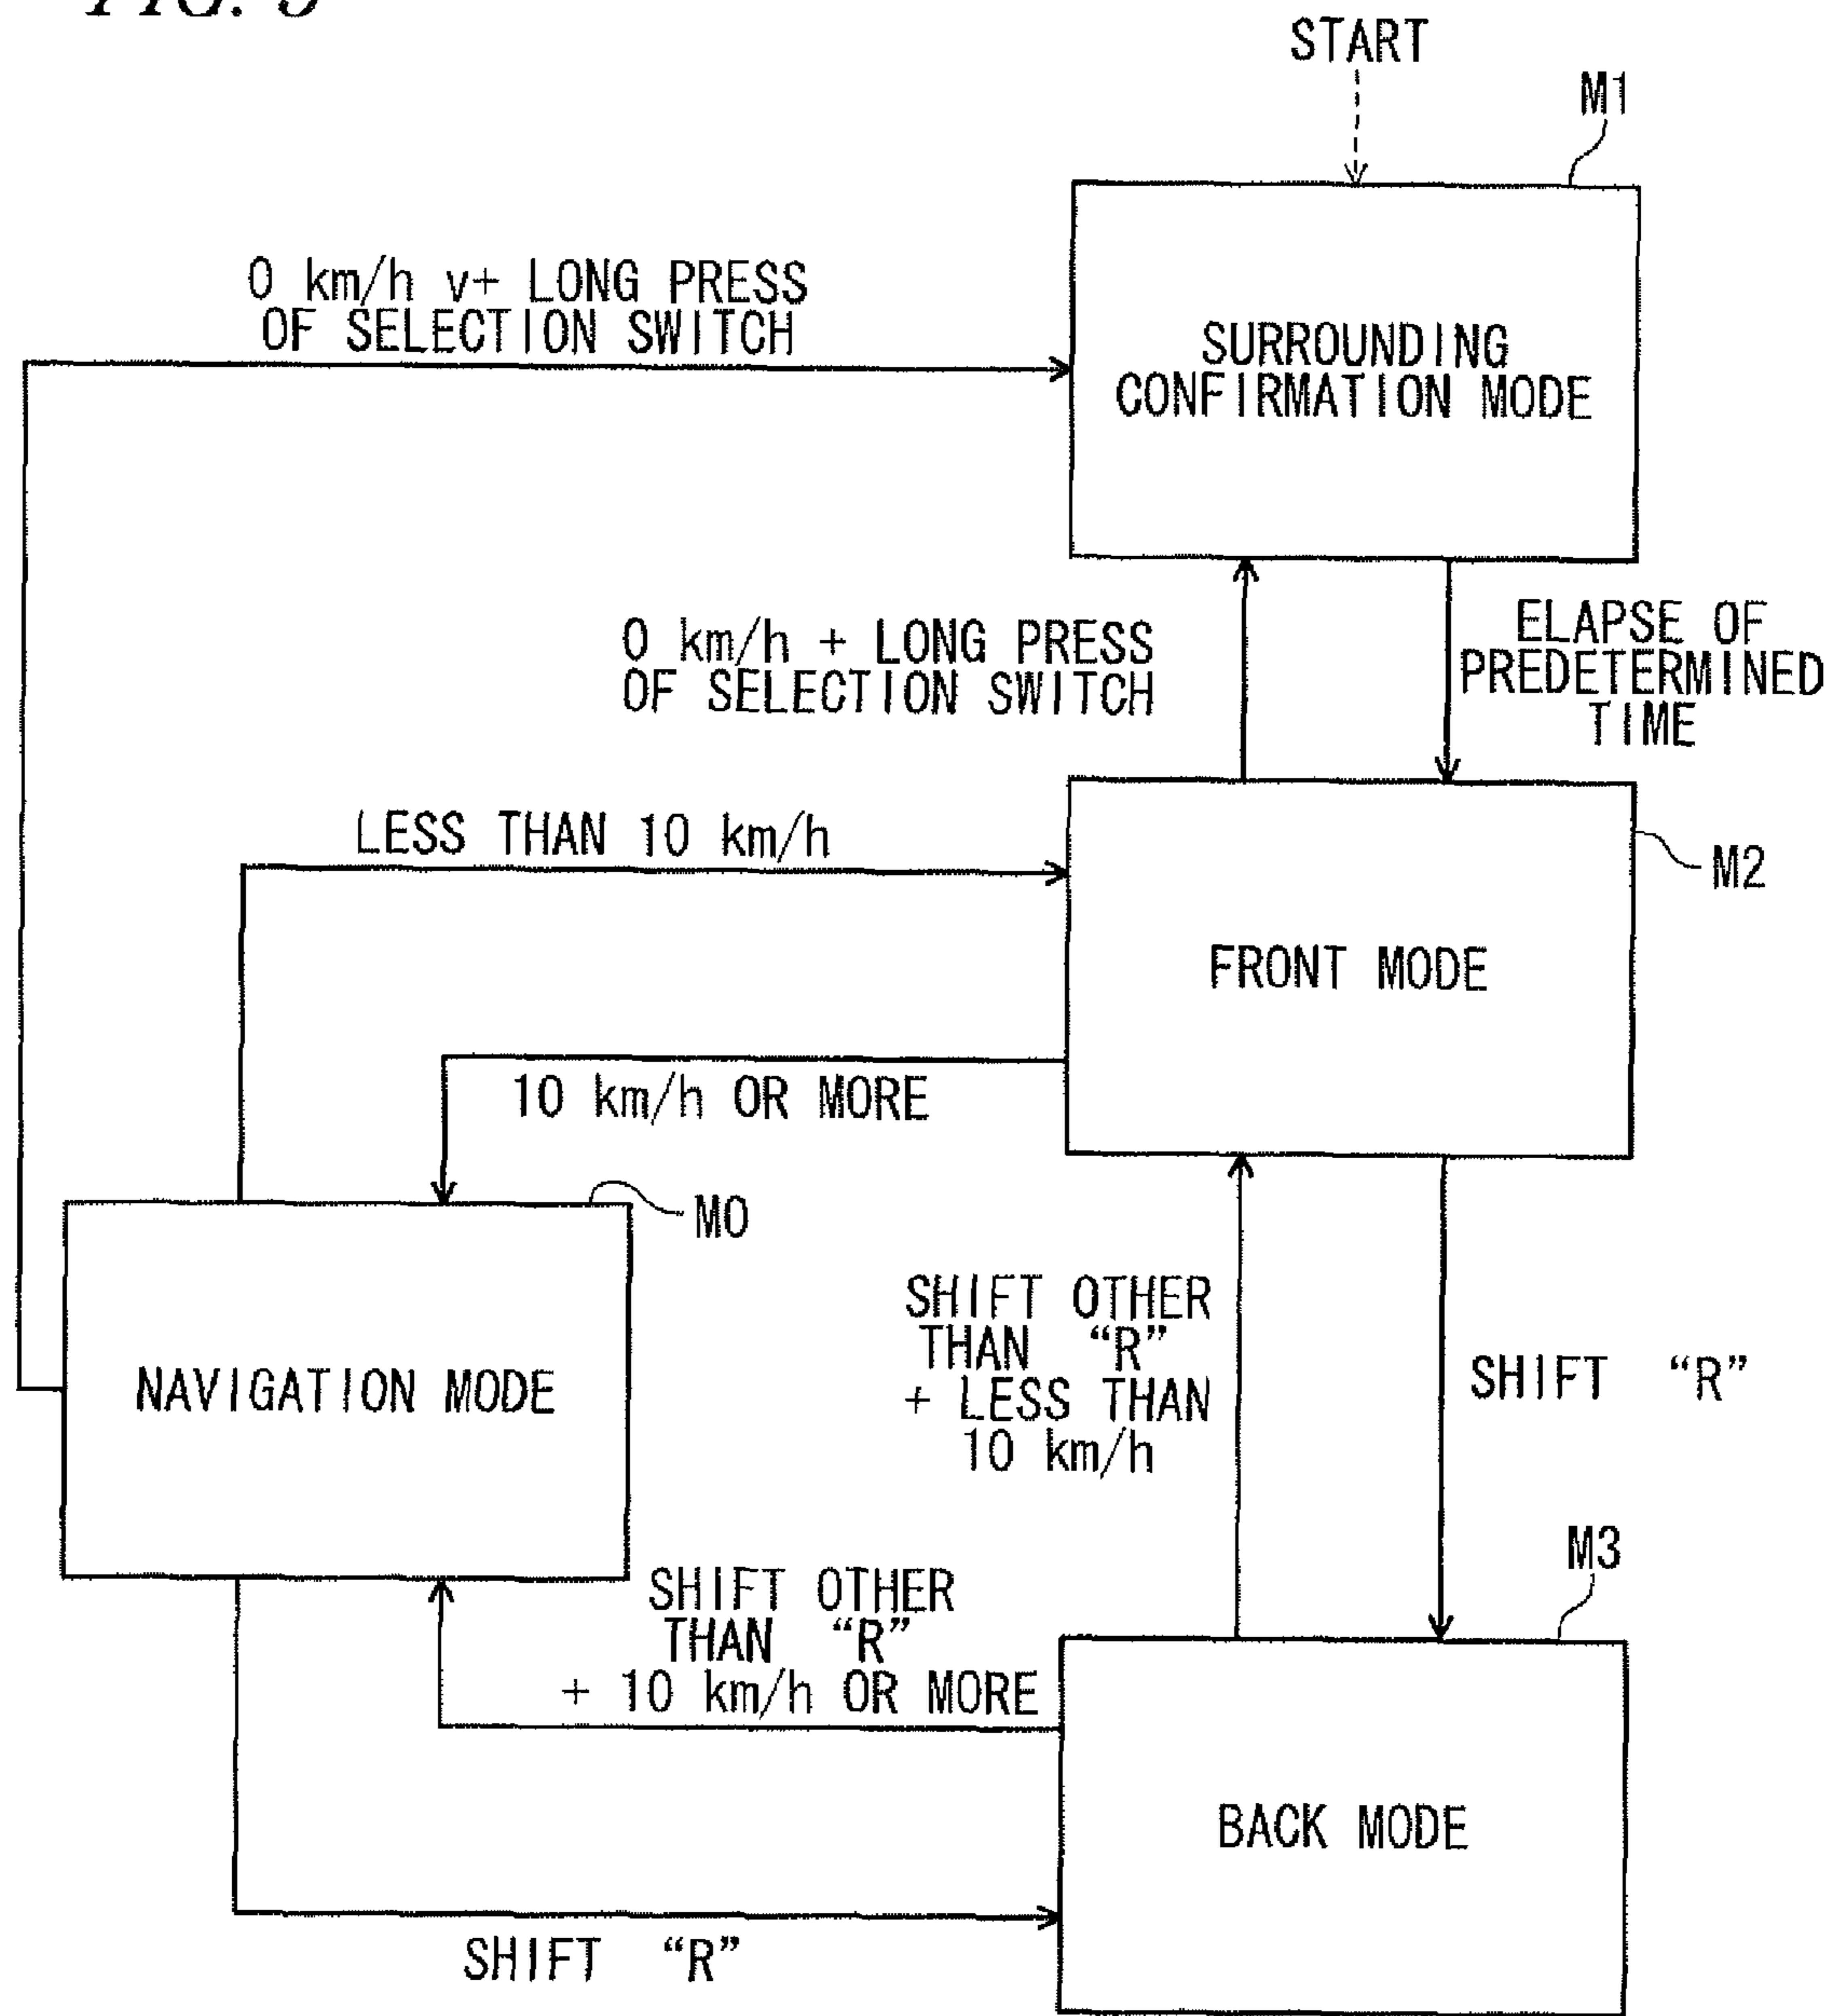 START
M1
0 km/h v+ LONG PRESS
OF SELECTION SWITCH
SURROUNDING
CONFIRMATION MODE
0 km/h + LONG PRESS
OF SELECTION SWITCH
ELAPSE OF
PREDETERMINED
TIME
LESS THAN 10 km/h
M2
FRONT MODE
10 km/h OR MORE
M0
NAVIGATION MODE
SHIFT OTHER
THAN “R”
+ LESS THAN
10 km/h
SHIFT “R”
M3
SHIFT OTHER
THAN “R”
+ 10 km/h OR MORE
BACK MODE
SHIFT “R”